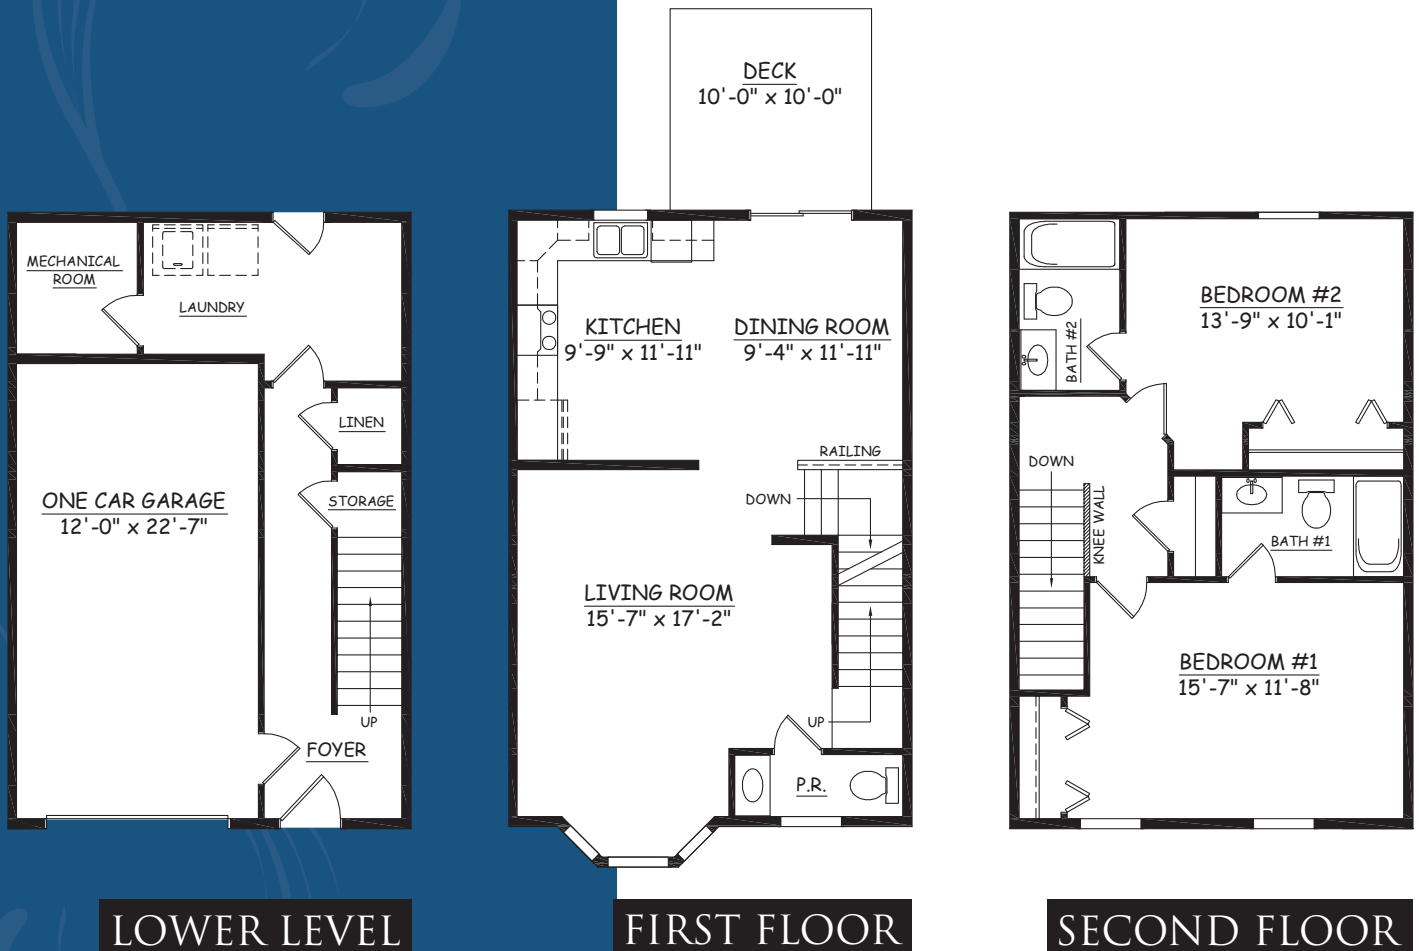 DECK
10'-0" x 10'-0"
MECHANICAL
ROOM
LAUNDRY
LINEN
STORAGE
ONE CAR GARAGE
12'-0" x 22'-7"
UP
FOYER
LOWER LEVEL
KITCHEN
9'-9" x 11'-11"
DINING ROOM
9'-4" x 11'-11"
RAILING
DOWN
LIVING ROOM
15'-7" x 17'-2"
UP
P.R.
FIRST FLOOR
BEDROOM #2
13'-9" x 10'-1"
BATH #2
DOWN
KNEE WALL
BATH #1
BEDROOM #1
15'-7" x 11'-8"
SECOND FLOOR